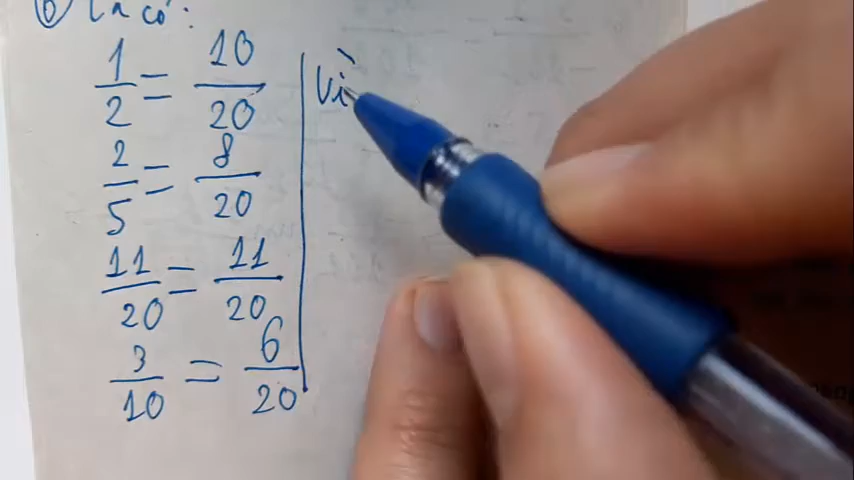 b) Ta có:
1/2 = 10/20
2/5 = 8/20
11/20 = 11/20
3/10 = 6/20
Vì